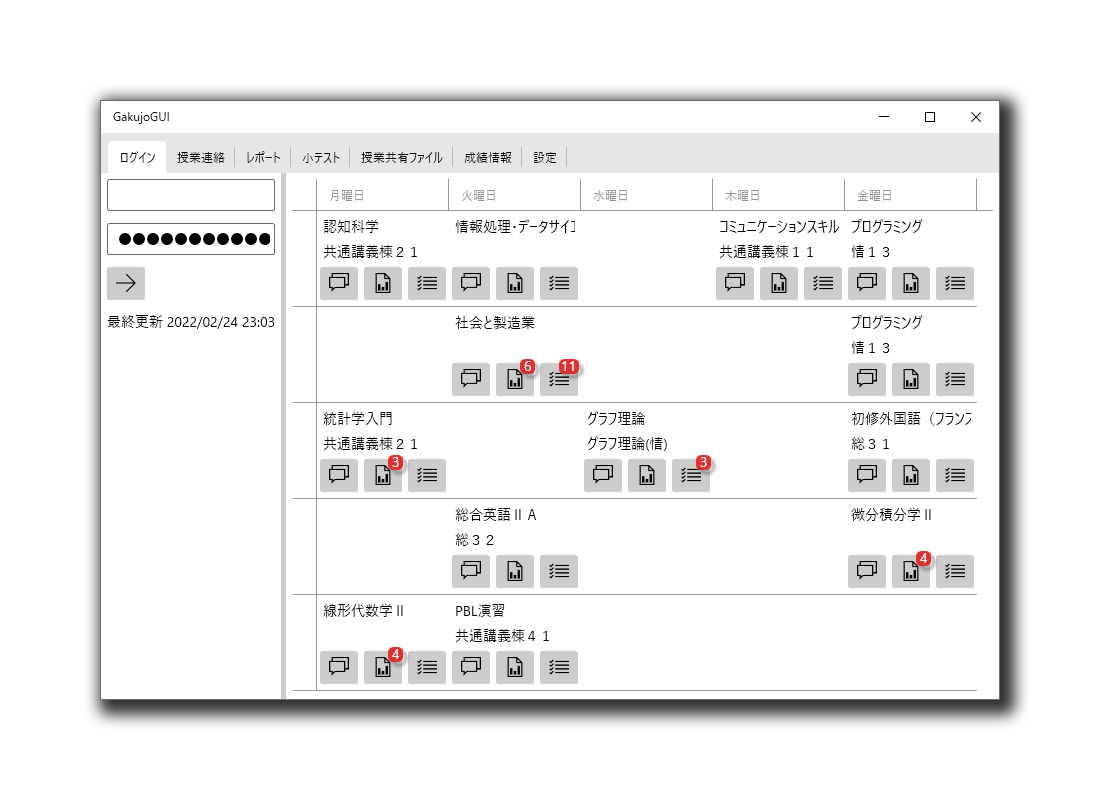 GakujoGUI
ログイン 授業連絡 レポート 小テスト 授業共有ファイル 成績情報 設定
最終更新 2022/02/24 23:03
月曜日 火曜日 水曜日 木曜日 金曜日
認知科学 情報処理・データサイエ コミュニケーションスキル プログラミング
共通講義棟２１ 共通講義棟１１ 情１３
社会と製造業 プログラミング
情１３
6 11
統計学入門 グラフ理論 初修外国語（フランス
共通講義棟２１ グラフ理論(情) 総３１
3 3
総合英語ⅡＡ 微分積分学Ⅱ
総３２
4
線形代数学Ⅱ PBL演習
共通講義棟４１
4